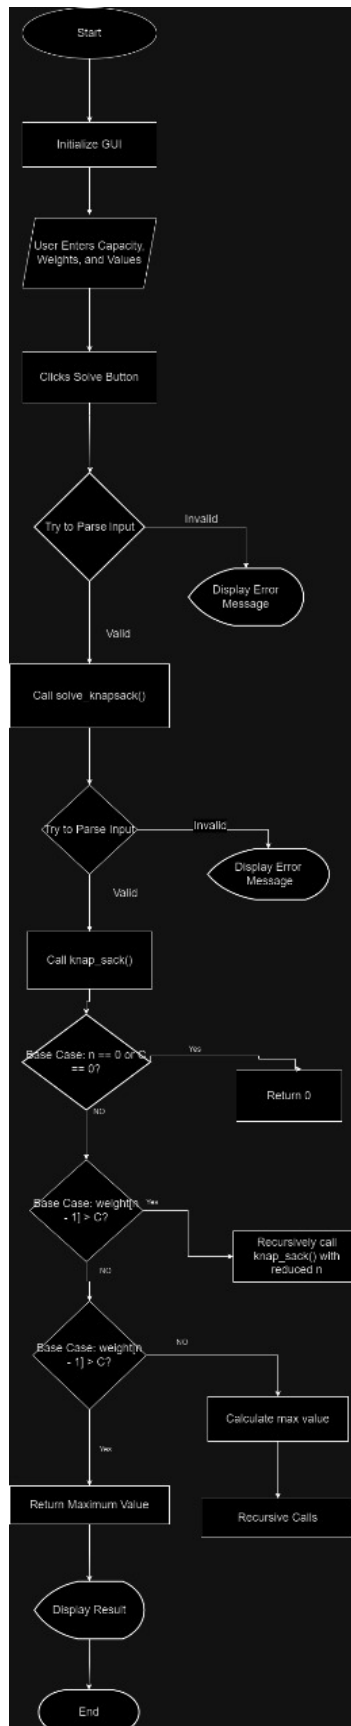 Start
Initialize GUI
User Enters Capacity,
Weights, and Values
Clicks Solve Button
Try to Parse Input
Invalid
Display Error
Message
Valid
Call solve_knapsack()
Try to Parse Input
Invalid
Display Error
Message
Valid
Call knap_sack()
Base Case: n == 0 or C
== 0?
Yes
Return 0
NO
Base Case: weight[n
- 1] > C?
Yes
Recursively call
knap_sack() with
reduced n
NO
Base Case: weight[n
- 1] > C?
NO
Calculate max value
Recursive Calls
Yes
Return Maximum Value
Display Result
End